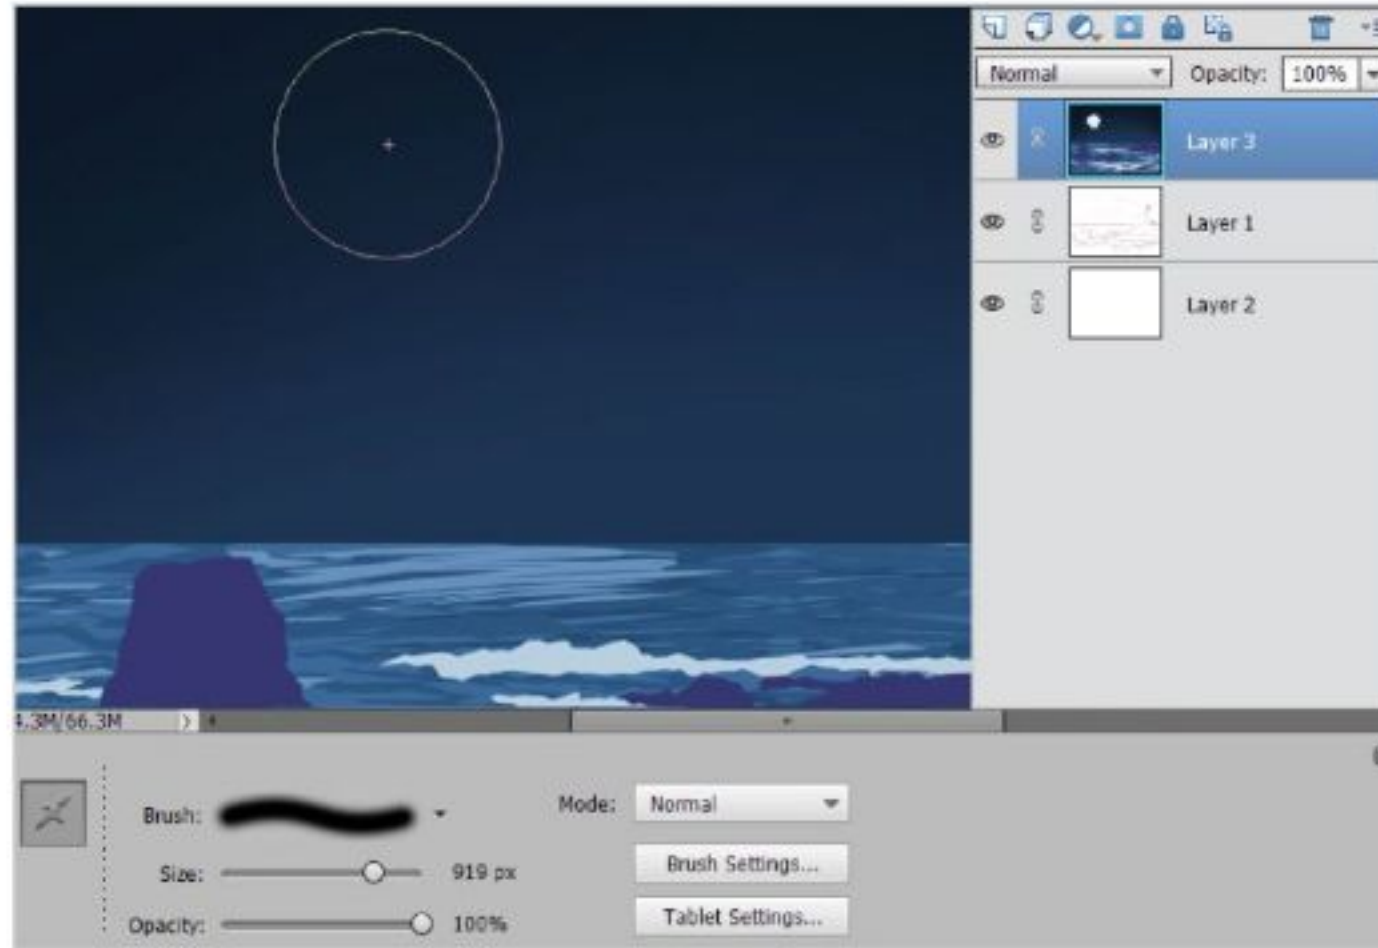 Normal Opacity: 100%
Layer 3
Layer 1
Layer 2
4.3M/66.3M
Brush: Mode: Normal
Size: 919 px Brush Settings...
Opacity: 100% Tablet Settings...